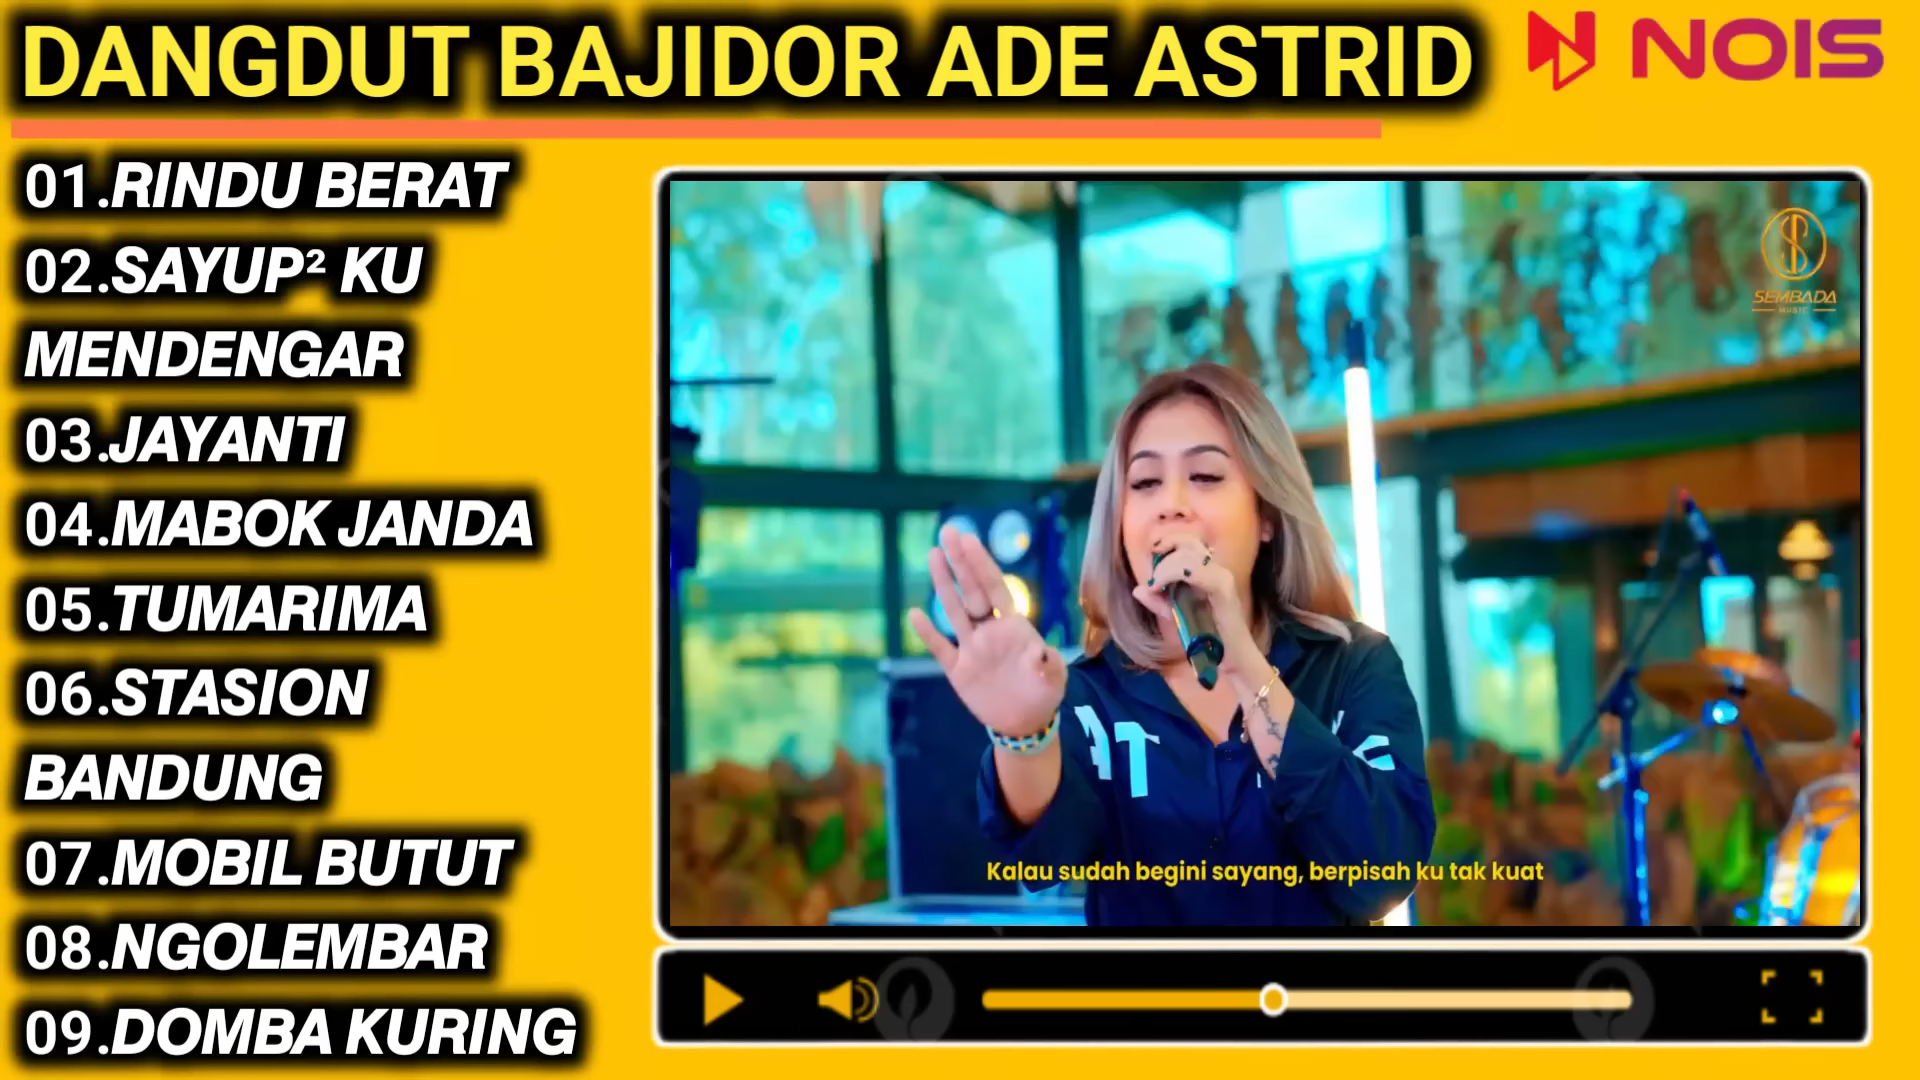 DANGDUT BAJIDOR ADE ASTRID
NOIS
01.RINDU BERAT
02.SAYUP² KU
MENDENGAR
03.JAYANTI
04.MABOK JANDA
05.TUMARIMA
06.STASION
BANDUNG
07.MOBIL BUTUT
08.NGOLEMBAR
09.DOMBA KURING
SEMBADA
MUSIC
AT
Kalau sudah begini sayang, berpisah ku tak kuat